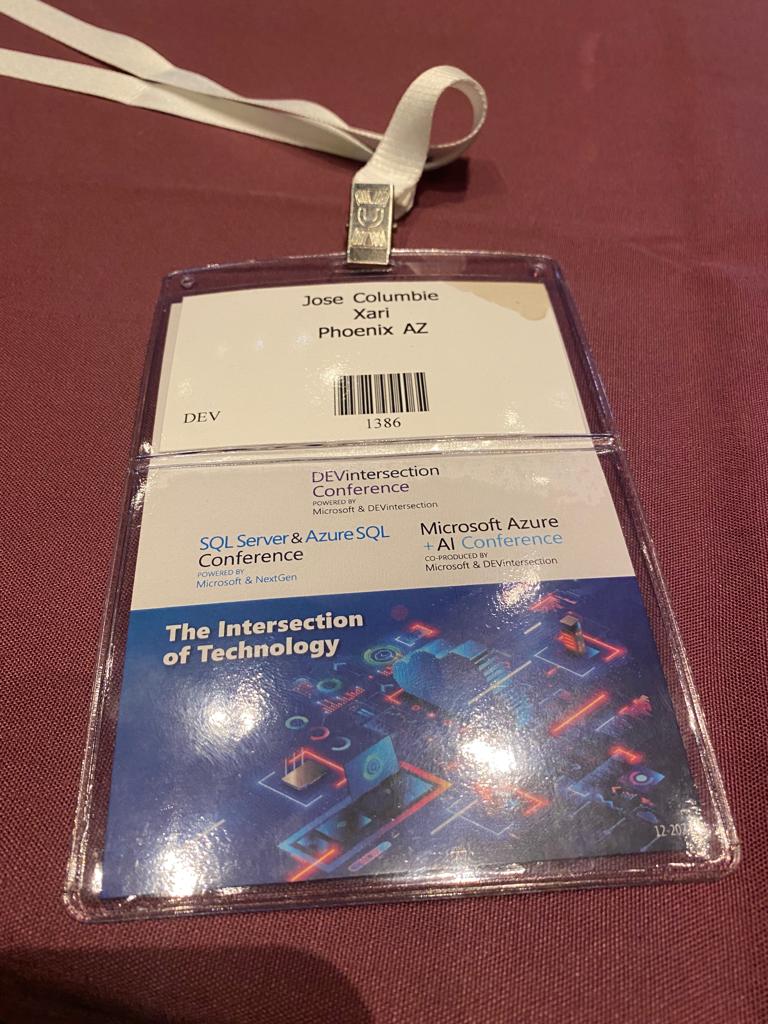 Jose Columbie
Xari
Phoenix AZ
DEV
1386
DEVintersection
Conference
POWERED BY
Microsoft & DEVintersection
SQL Server & Azure SQL
Conference
POWERED BY
Microsoft & NextGen
Microsoft Azure
+ AI Conference
CO-PRODUCED BY
Microsoft & DEVintersection
The Intersection
of Technology